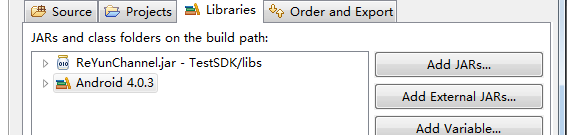 Source Projects Libraries Order and Export
JARs and class folders on the build path:
ReYunChannel.jar - TestSDK/libs
Android 4.0.3
Add JARs...
Add External JARs...
Add Variable...